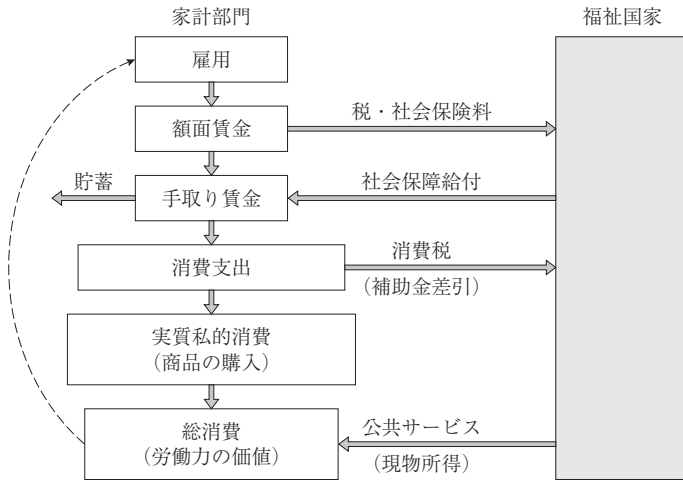 家計部門
福祉国家
雇用
額面賃金
税・社会保険料
貯蓄
手取り賃金
社会保障給付
消費支出
消費税
（補助金差引）
実質私的消費
（商品の購入）
総消費
（労働力の価値）
公共サービス
（現物所得）